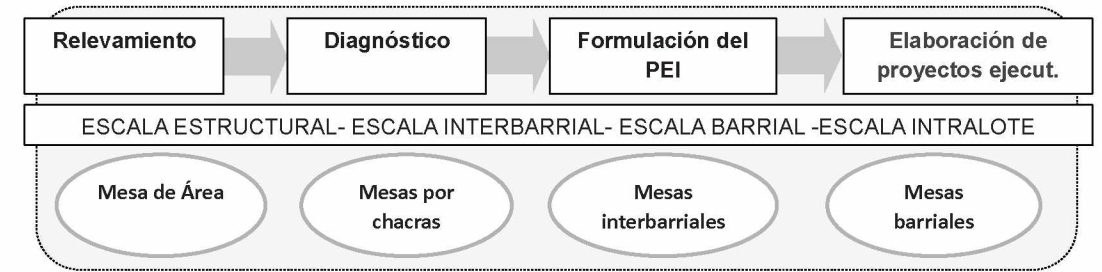 Relevamiento
Diagnóstico
Formulación del
PEI
Elaboración de
proyectos ejecut.
ESCALA ESTRUCTURAL- ESCALA INTERBARRIAL- ESCALA BARRIAL -ESCALA INTRALOTE
Mesa de Área
Mesas por
chacras
Mesas
interbarriales
Mesas
barriales